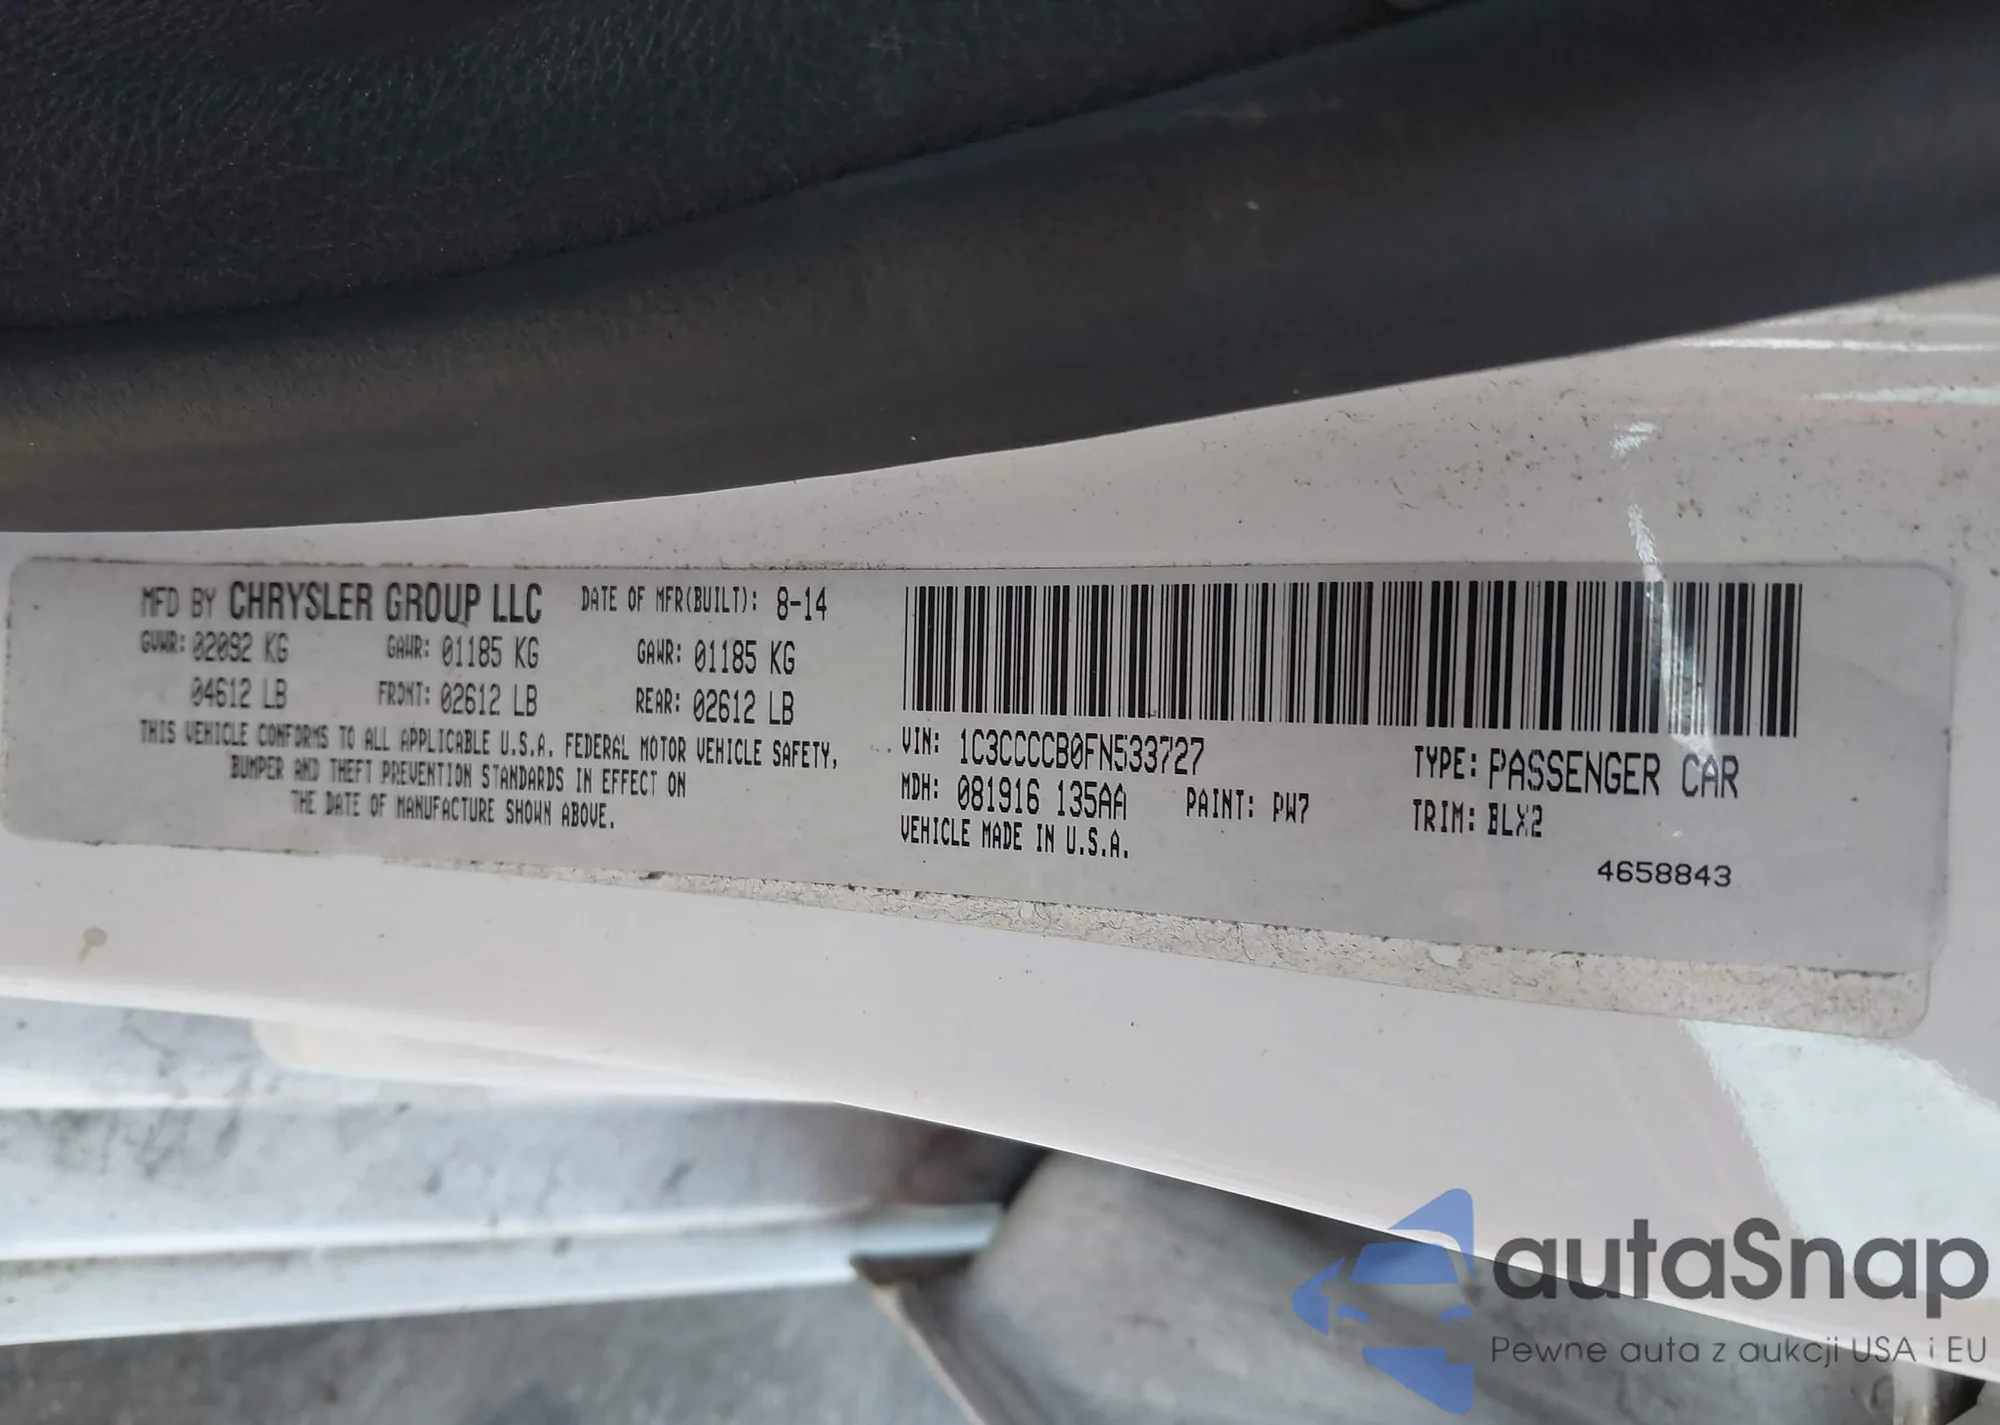 MFD BY CHRYSLER GROUP LLC DATE OF MFR(BUILT): 8-14
GVWR: 02092 KG GAWR: 01185 KG GAWR: 01185 KG
04612 LB FRONT: 02612 LB REAR: 02612 LB
THIS VEHICLE CONFORMS TO ALL APPLICABLE U.S.A. FEDERAL MOTOR VEHICLE SAFETY,
BUMPER AND THEFT PREVENTION STANDARDS IN EFFECT ON
THE DATE OF MANUFACTURE SHOWN ABOVE.
VIN: 1C3CCCCB0FN533727 TYPE: PASSENGER CAR
MDH: 081916 135AA PAINT: PW7 TRIM: BLX2
VEHICLE MADE IN U.S.A.
4658843
autaSnap
Pewne auta z aukcji USA i EU